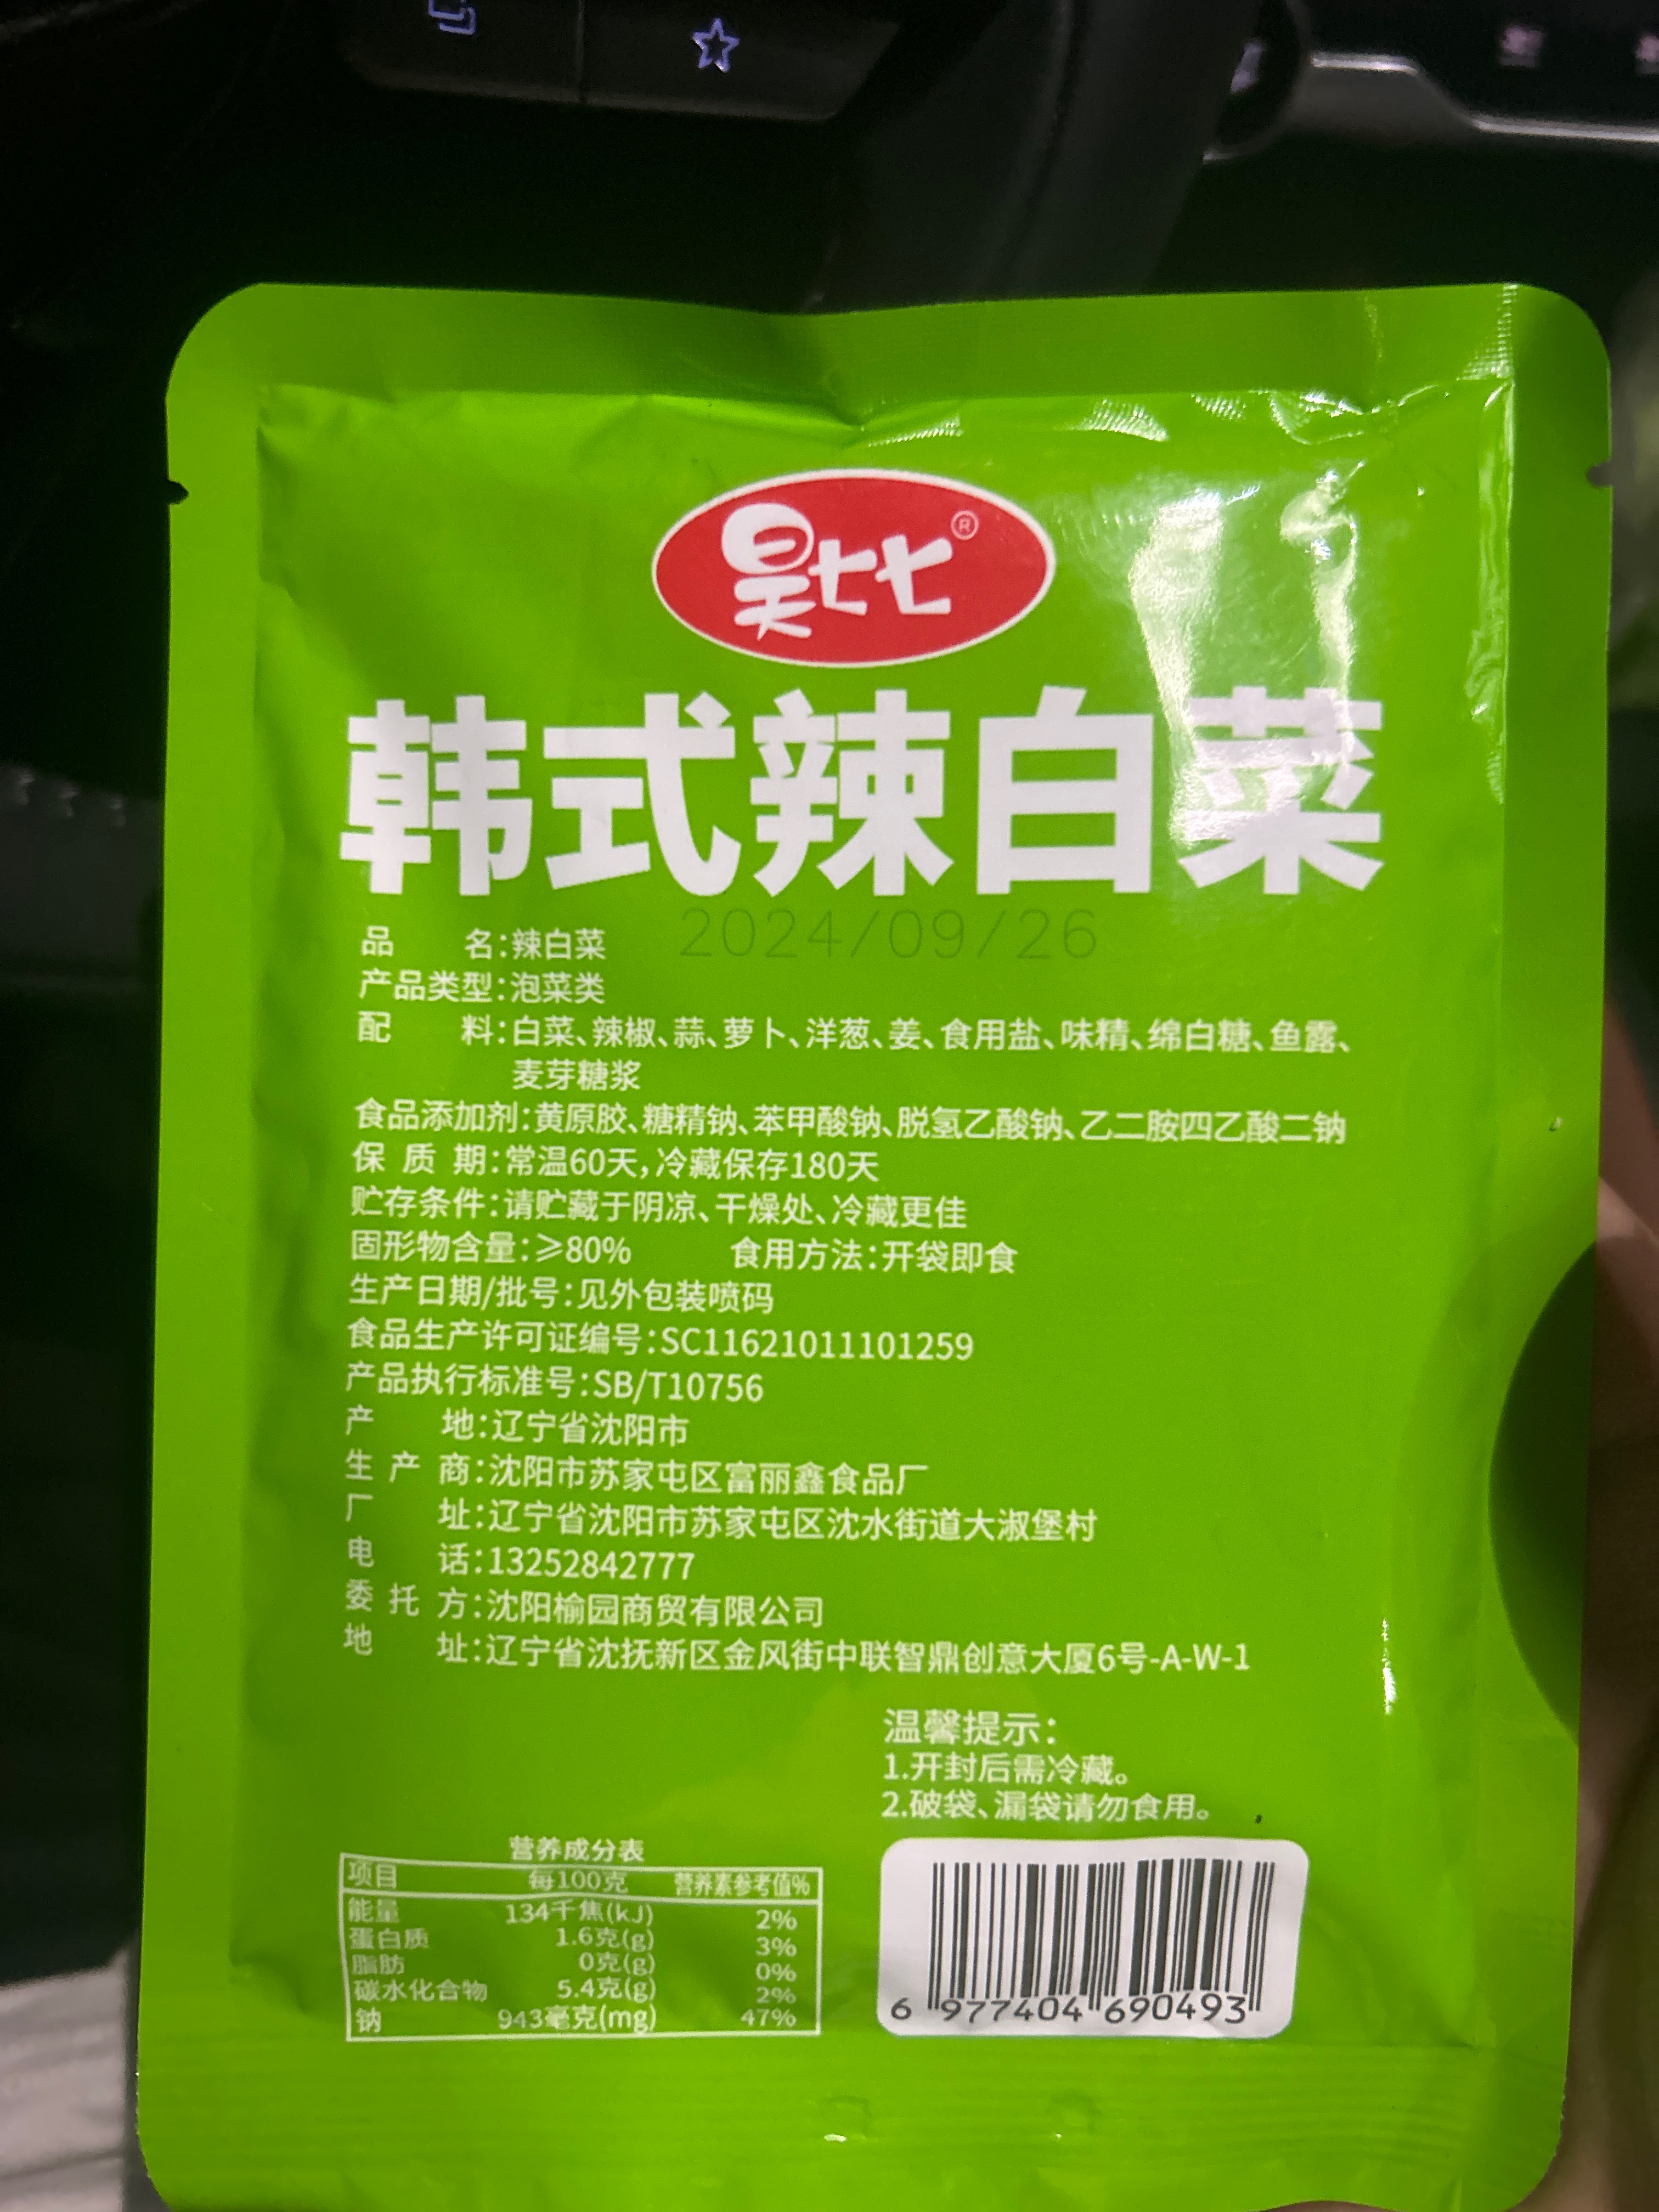 昊七七®
韩式辣白菜
2024/09/26
品 名:辣白菜
产品类型:泡菜类
配 料:白菜、辣椒、蒜、萝卜、洋葱、姜、食用盐、味精、绵白糖、鱼露、
麦芽糖浆
食品添加剂:黄原胶、糖精钠、苯甲酸钠、脱氢乙酸钠、乙二胺四乙酸二钠
保 质 期:常温60天,冷藏保存180天
贮存条件:请贮藏于阴凉、干燥处、冷藏更佳
固形物含量:≥80% 食用方法:开袋即食
生产日期/批号:见外包装喷码
食品生产许可证编号:SC11621011101259
产品执行标准号:SB/T10756
产 地:辽宁省沈阳市
生 产 商:沈阳市苏家屯区富丽鑫食品厂
厂 址:辽宁省沈阳市苏家屯区沈水街道大淑堡村
电 话:13252842777
委 托 方:沈阳榆园商贸有限公司
地 址:辽宁省沈抚新区金风街中联智鼎创意大厦6号-A-W-1
温馨提示:
1.开封后需冷藏。
2.破袋、漏袋请勿食用。
营养成分表
项目 每100克 营养素参考值%
能量 134千焦(kJ) 2%
蛋白质 1.6克(g) 3%
脂肪 0克(g) 0%
碳水化合物 5.4克(g) 2%
钠 943毫克(mg) 47%
6 977404 690493